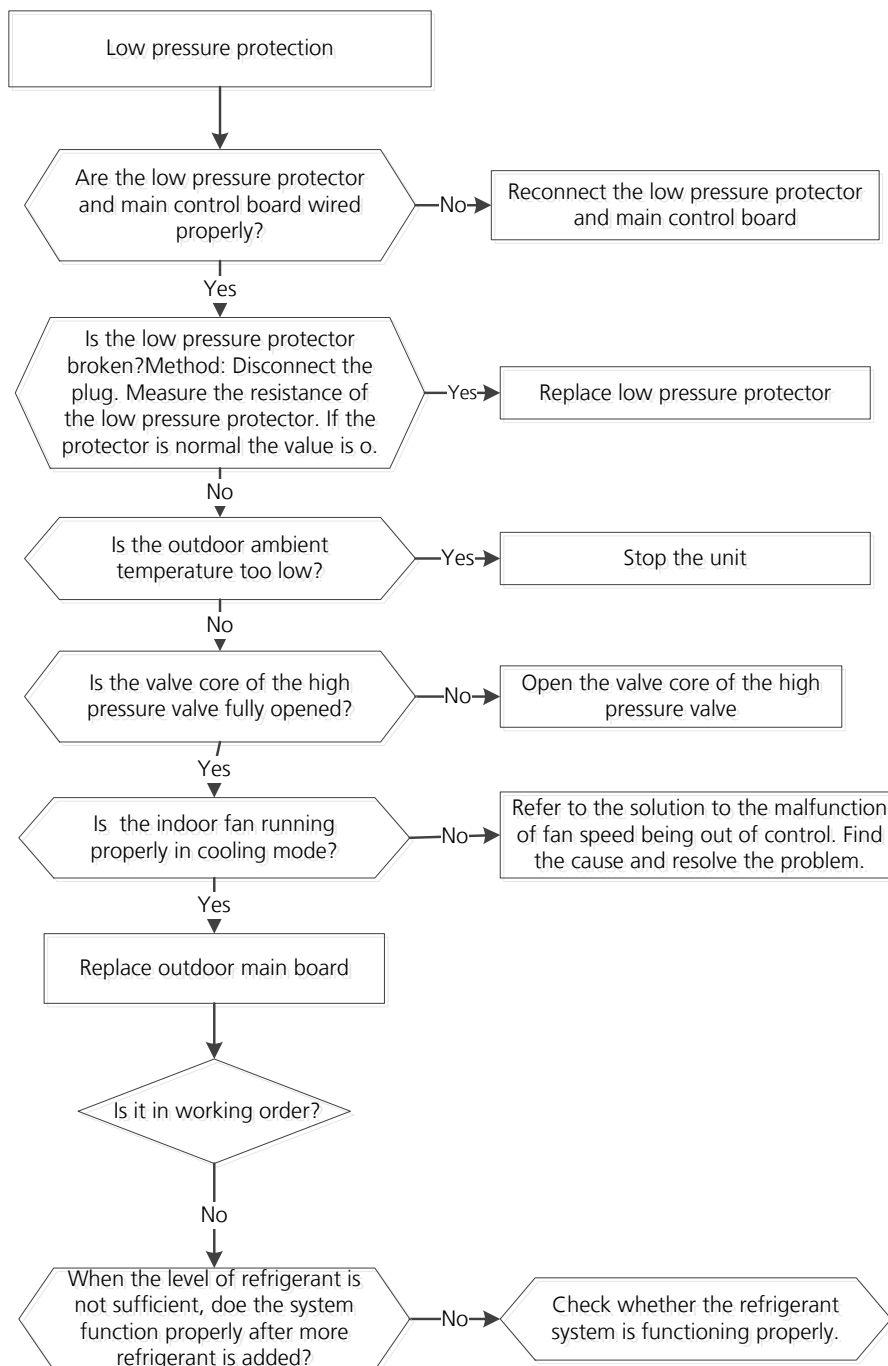 Low pressure protection
Are the low pressure protector
and main control board wired
properly?
No
Reconnect the low pressure protector
and main control board
Yes
Is the low pressure protector
broken?Method: Disconnect the
plug. Measure the resistance of
the low pressure protector. If the
protector is normal the value is o.
Yes
Replace low pressure protector
No
Is the outdoor ambient
temperature too low?
Yes
Stop the unit
No
Is the valve core of the high
pressure valve fully opened?
No
Open the valve core of the high
pressure valve
Yes
Is the indoor fan running
properly in cooling mode?
No
Refer to the solution to the malfunction
of fan speed being out of control. Find
the cause and resolve the problem.
Yes
Replace outdoor main board
Is it in working order?
No
When the level of refrigerant is
not sufficient, doe the system
function properly after more
refrigerant is added?
No
Check whether the refrigerant
system is functioning properly.